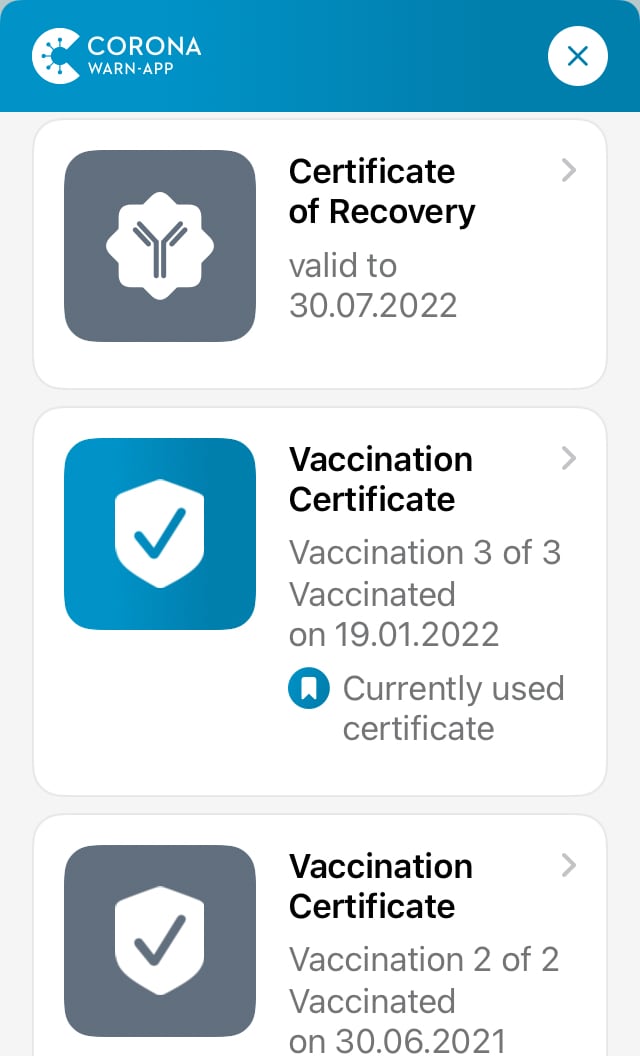 CORONA
WARN-APP
Certificate
of Recovery
valid to
30.07.2022
Vaccination
Certificate
Vaccination 3 of 3
Vaccinated
on 19.01.2022
Currently used
certificate
Vaccination
Certificate
Vaccination 2 of 2
Vaccinated
on 30.06.2021